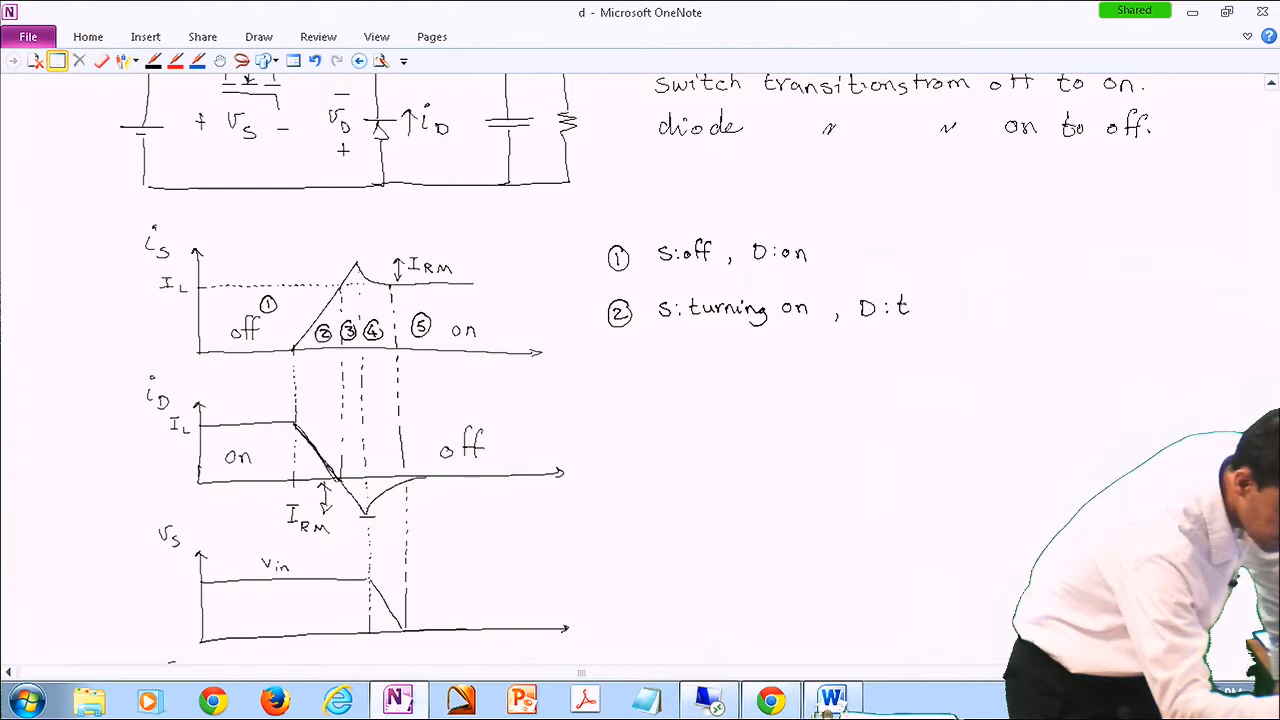 d - Microsoft OneNote
Shared
File Home Insert Share Draw Review View Pages
switch transitions from off to on.
diode 〃 〃 on to off.
+ VS -
- VD +
iD
iS
IL
off ① ② ③ ④ ⑤ on
IRM
① S:off , D:on
② S: turning on , D: t
iD
IL
on
off
IRM
vS
Vin
PM